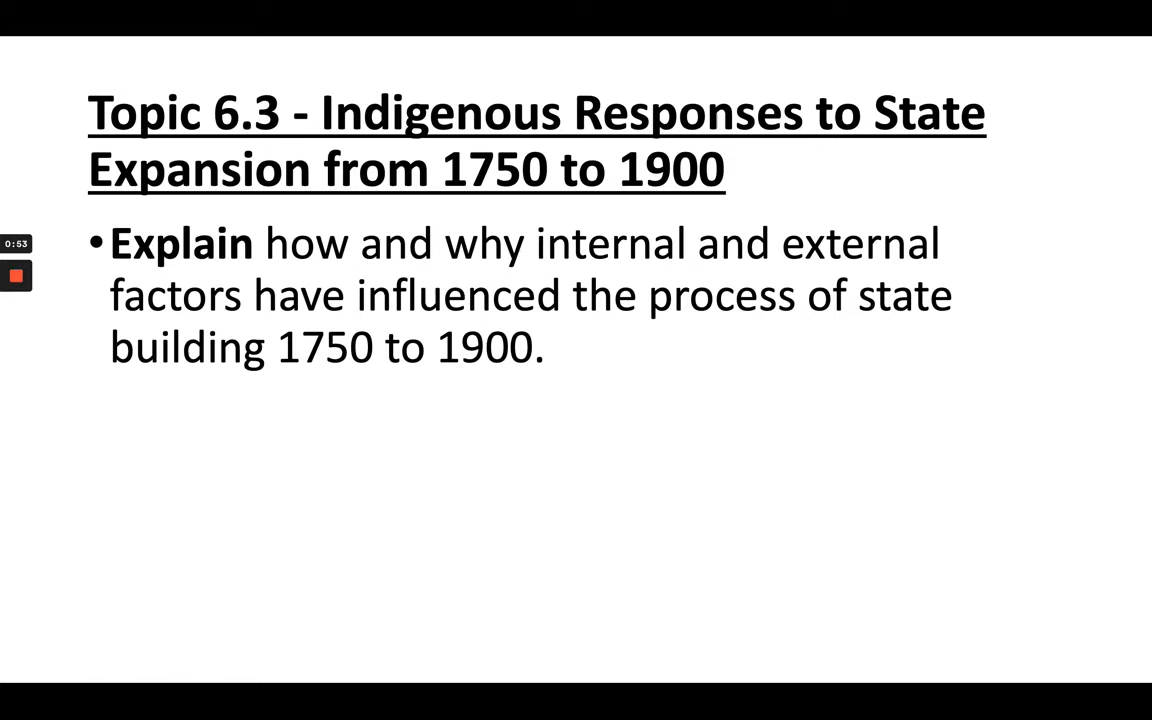 Topic 6.3 - Indigenous Responses to State
Expansion from 1750 to 1900
•Explain how and why internal and external
factors have influenced the process of state
building 1750 to 1900.
0:53